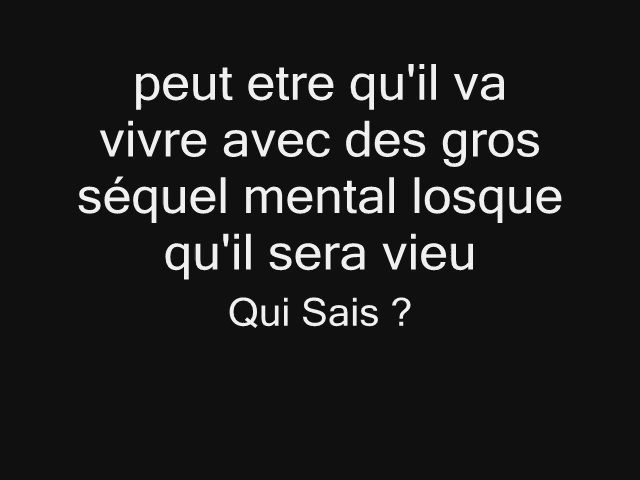 peut etre qu'il va
vivre avec des gros
séquel mental losque
qu'il sera vieu
Qui Sais ?